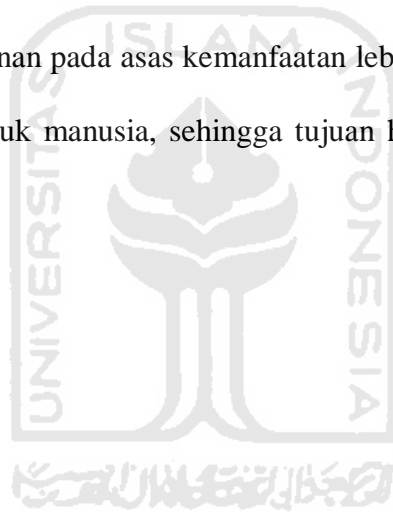 nan pada asas kemanfaatan leb
uk manusia, sehingga tujuan h
ISLAM
UNIVERSITAS
INDONESIA